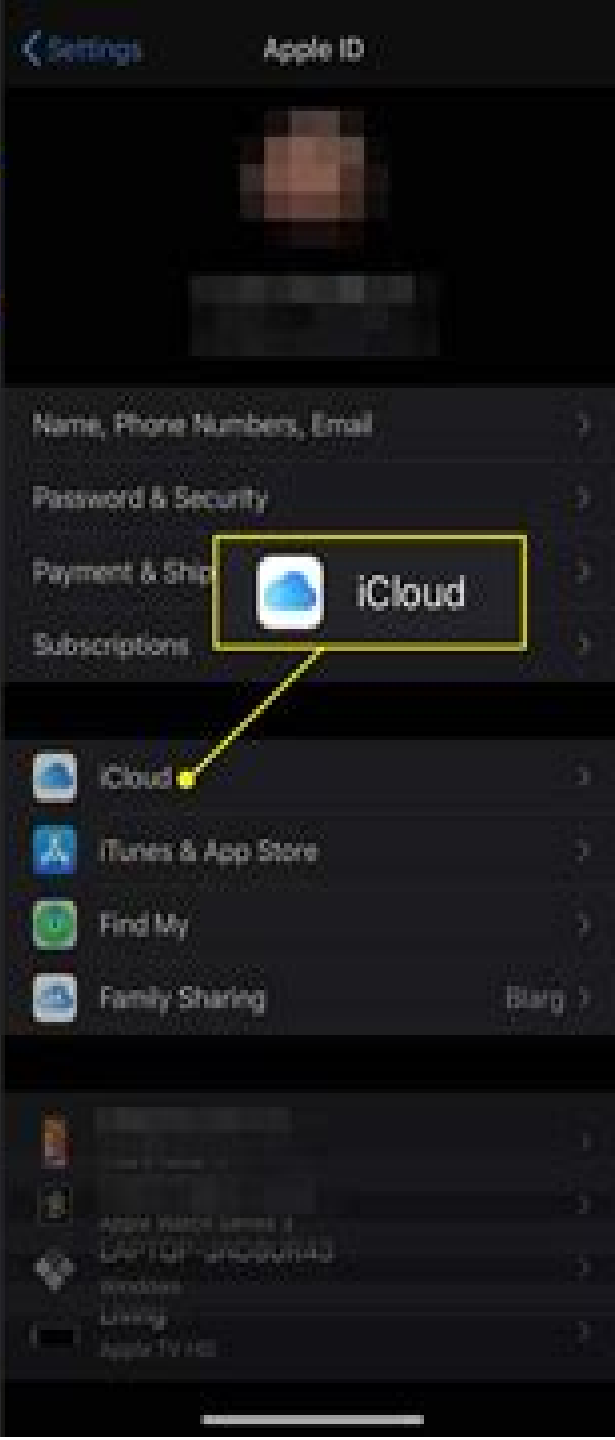 Settings
Apple ID
Name, Phone Numbers, Email
Password & Security
Payment & Ship
iCloud
Subscriptions
iCloud
iTunes & App Store
Find My
Family Sharing
Blarg
Apple Watch Series 3
Windows
Living
Apple TV HD